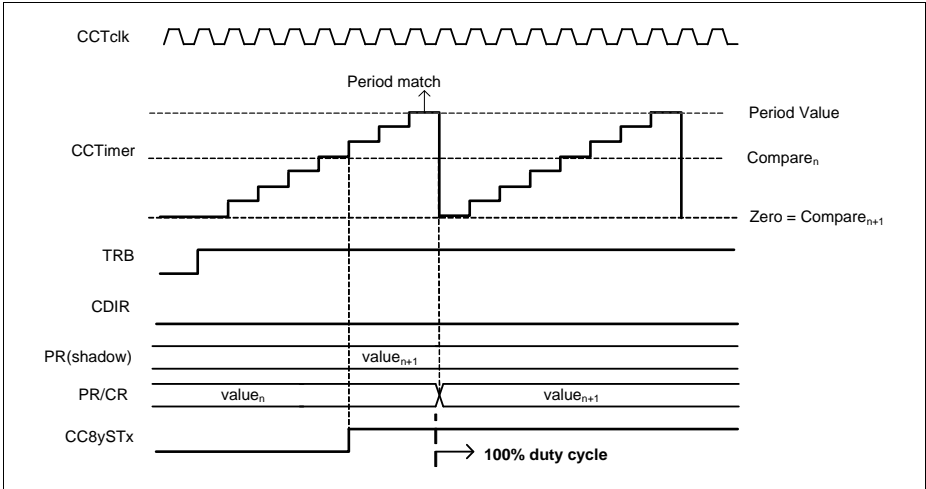 CCTclk
Period match
Period Value
CCTimer
Compareₙ
Zero = Compareₙ₊₁
TRB
CDIR
PR(shadow)
valueₙ₊₁
PR/CR
valueₙ
valueₙ₊₁
CC8ySTx
100% duty cycle